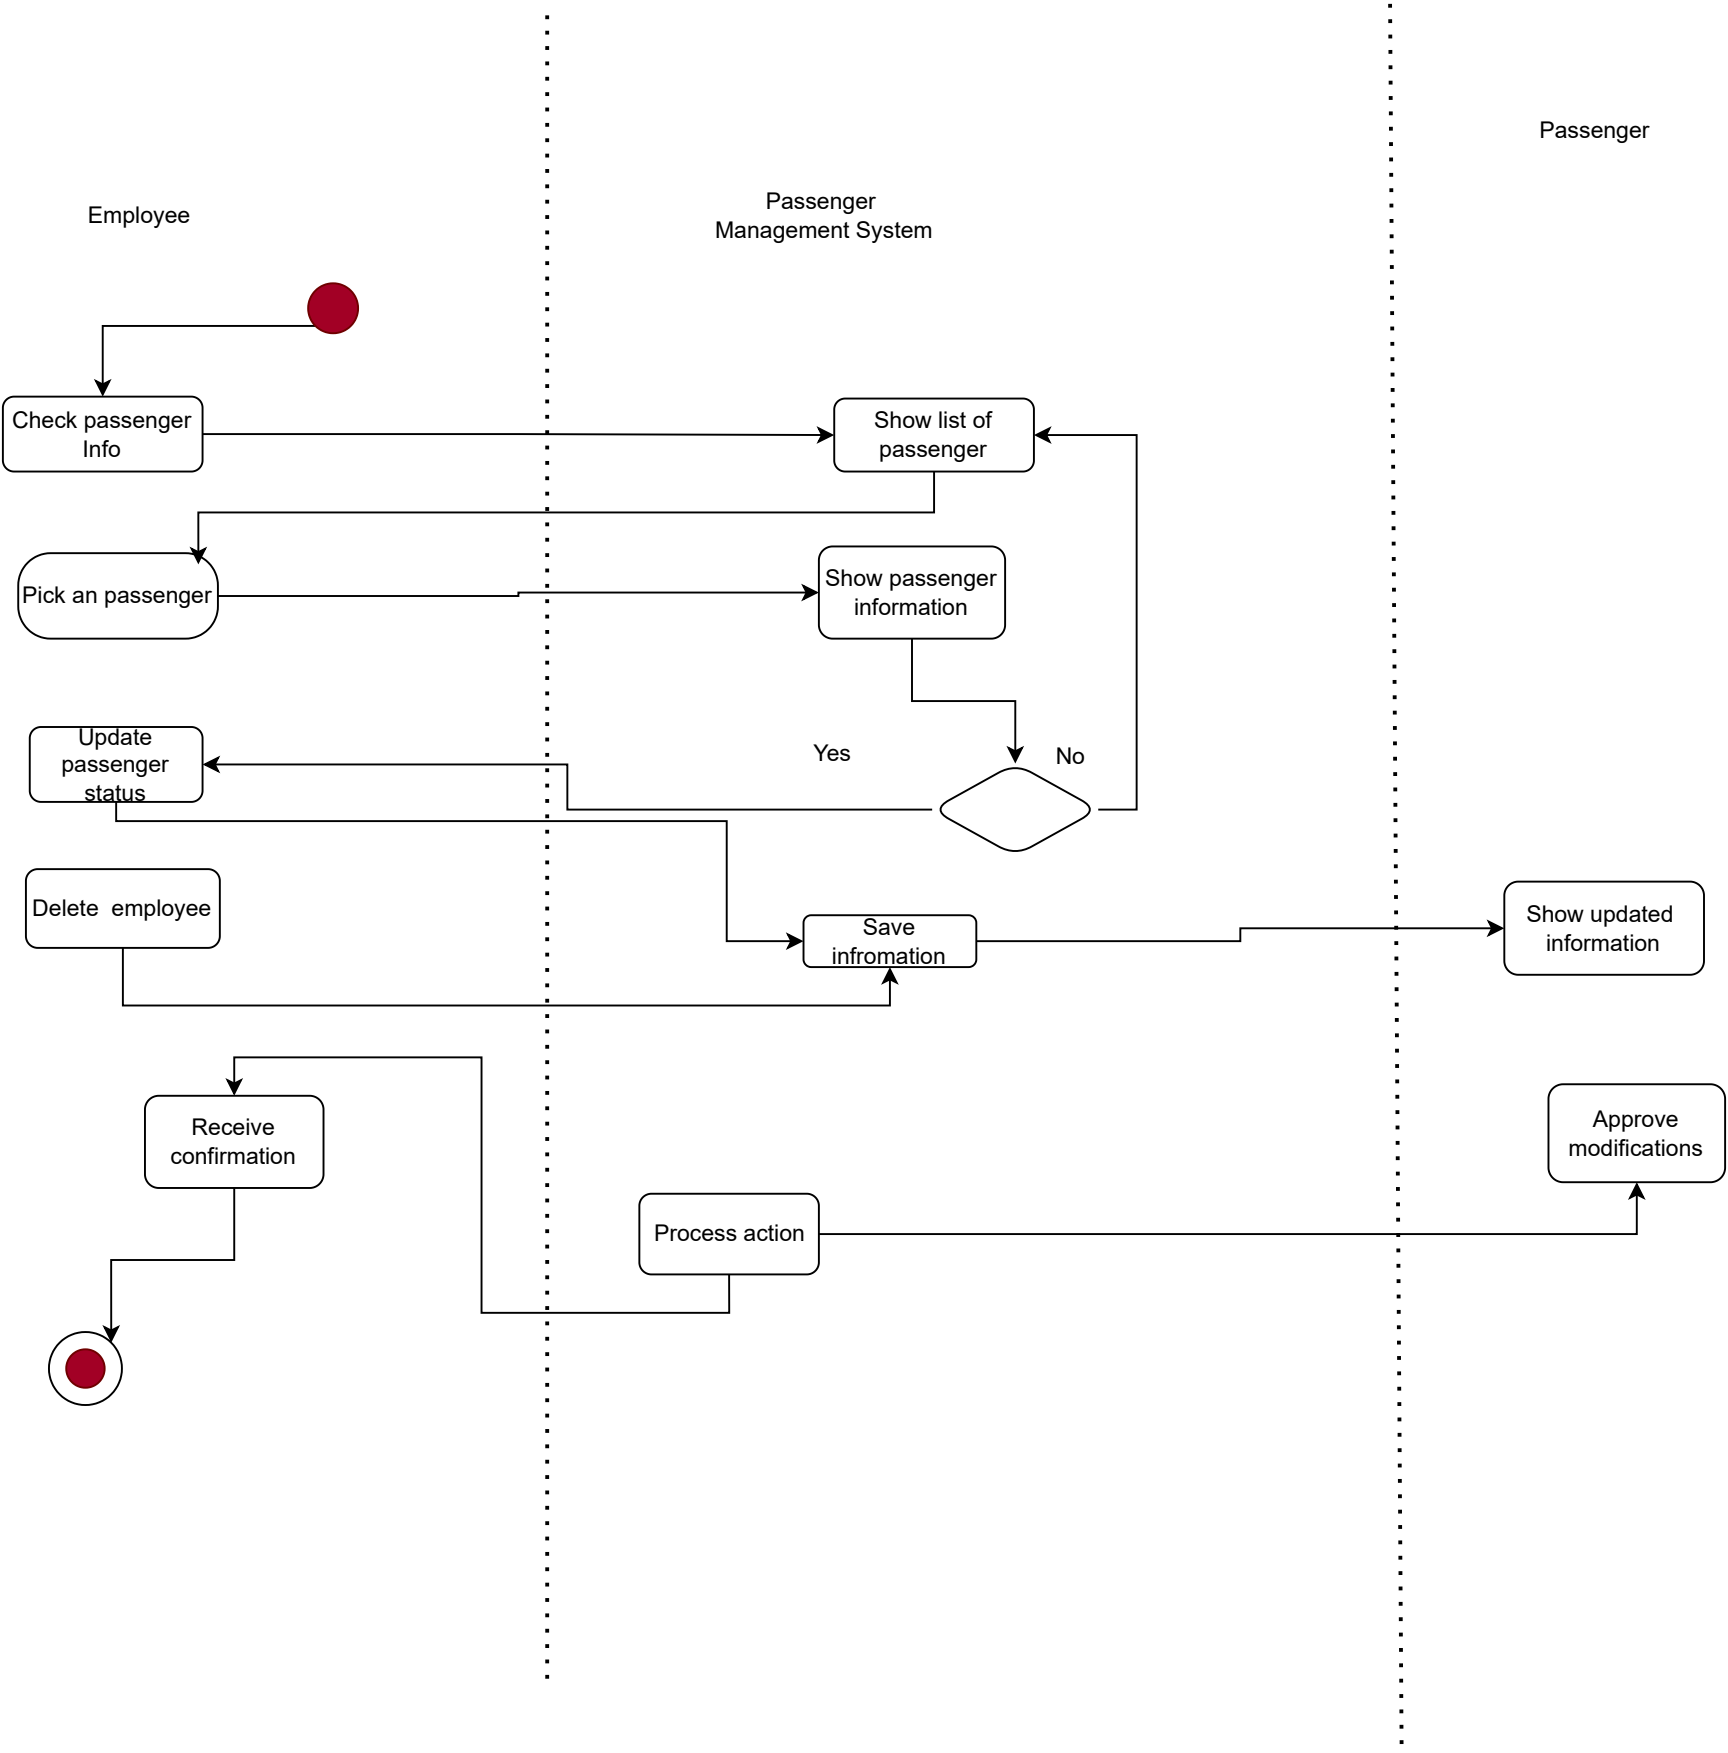 Passenger
Employee
Passenger
Management System
Check passenger
Info
Show list of
passenger
Pick an passenger
Show passenger
information
Update
passenger
status
Yes
No
Delete  employee
Save
infromation
Show updated
information
Receive
confirmation
Approve
modifications
Process action